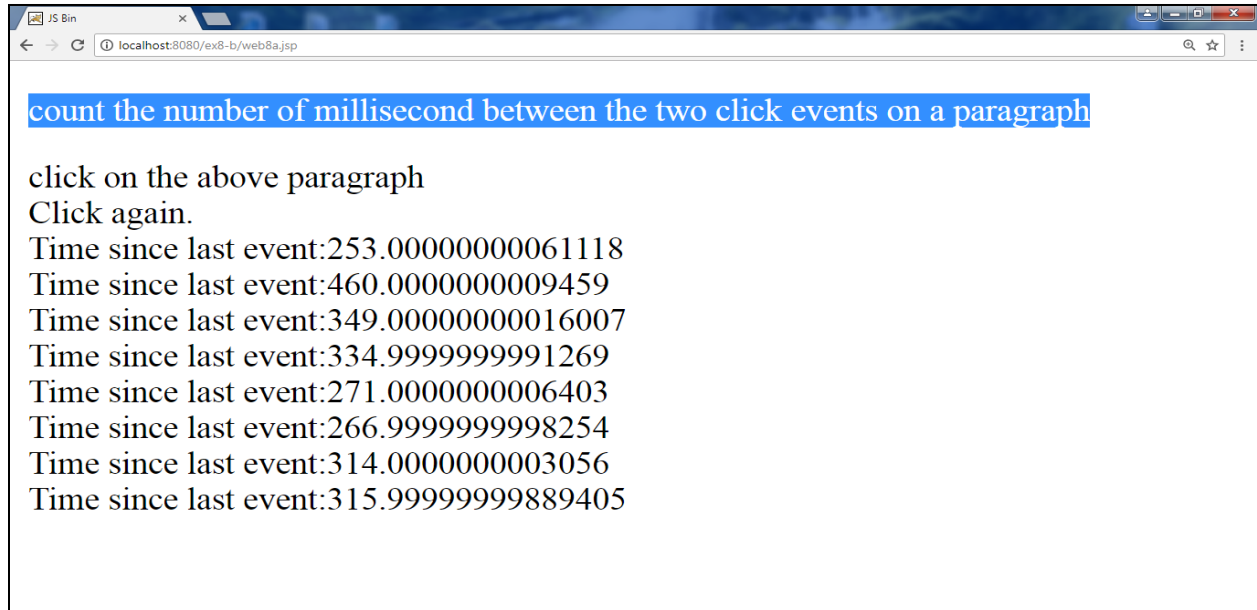 JS Bin
localhost:8080/ex8-b/web8a.jsp
count the number of millisecond between the two click events on a paragraph
click on the above paragraph
Click again.
Time since last event:253.00000000061118
Time since last event:460.0000000009459
Time since last event:349.00000000016007
Time since last event:334.9999999991269
Time since last event:271.0000000006403
Time since last event:266.9999999998254
Time since last event:314.0000000003056
Time since last event:315.99999999889405